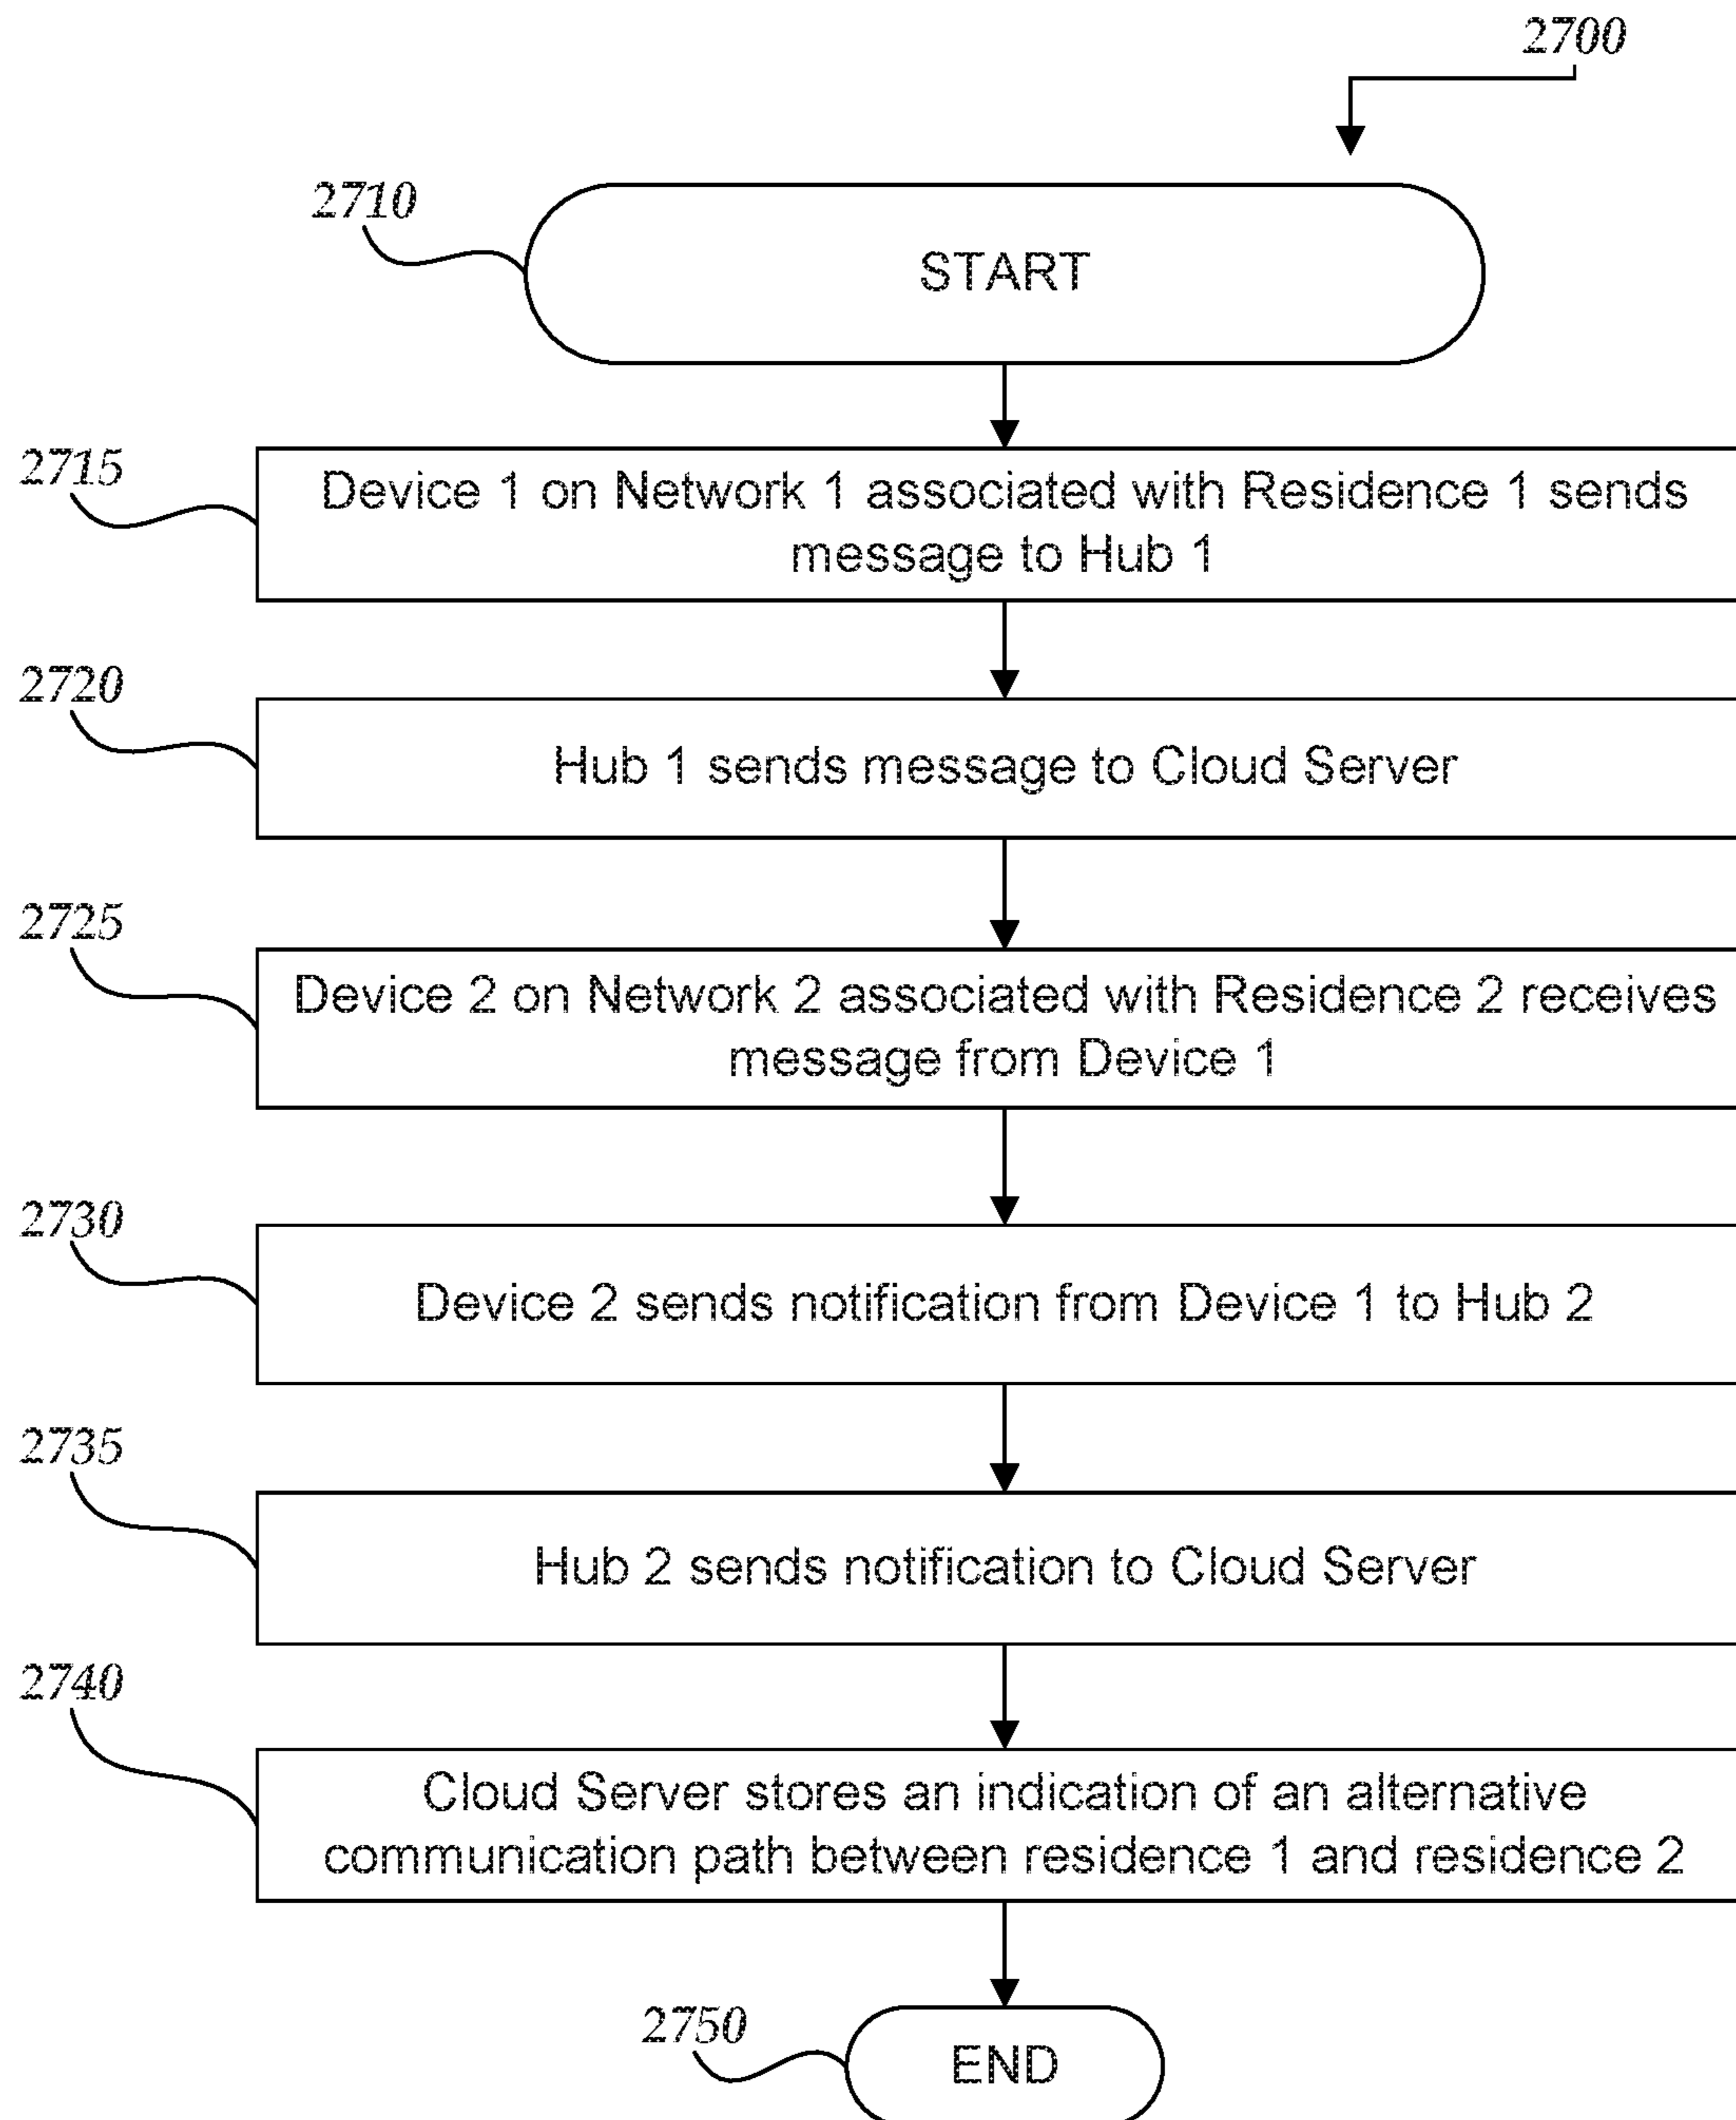 2700
2710
START
2715
Device 1 on Network 1 associated with Residence 1 sends
message to Hub 1
2720
Hub 1 sends message to Cloud Server
2725
Device 2 on Network 2 associated with Residence 2 receives
message from Device 1
2730
Device 2 sends notification from Device 1 to Hub 2
2735
Hub 2 sends notification to Cloud Server
2740
Cloud Server stores an indication of an alternative
communication path between residence 1 and residence 2
2750
END